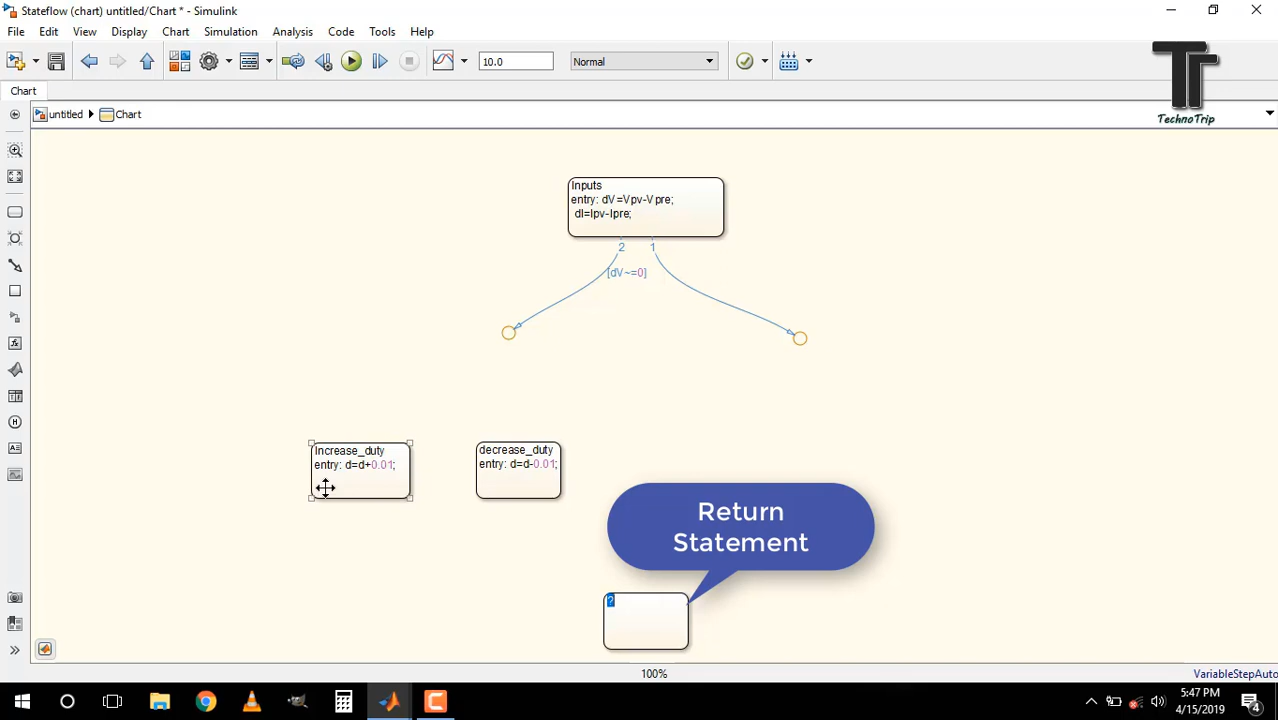 Stateflow (chart) untitled/Chart * - Simulink
File Edit View Display Chart Simulation Analysis Tools Code Help
10.0
Normal
TechnoTrip
Chart
untitled Chart
Inputs
entry: dV=Vpv-Vpre;
dI=Ipv-Ipre;
2 1
[dV~=0]
Increase_duty
entry: d=d+0.01;
decrease_duty
entry: d=d-0.01;
Return
Statement
?
100%
VariableStepAuto
5:47 PM
4/15/2019
4